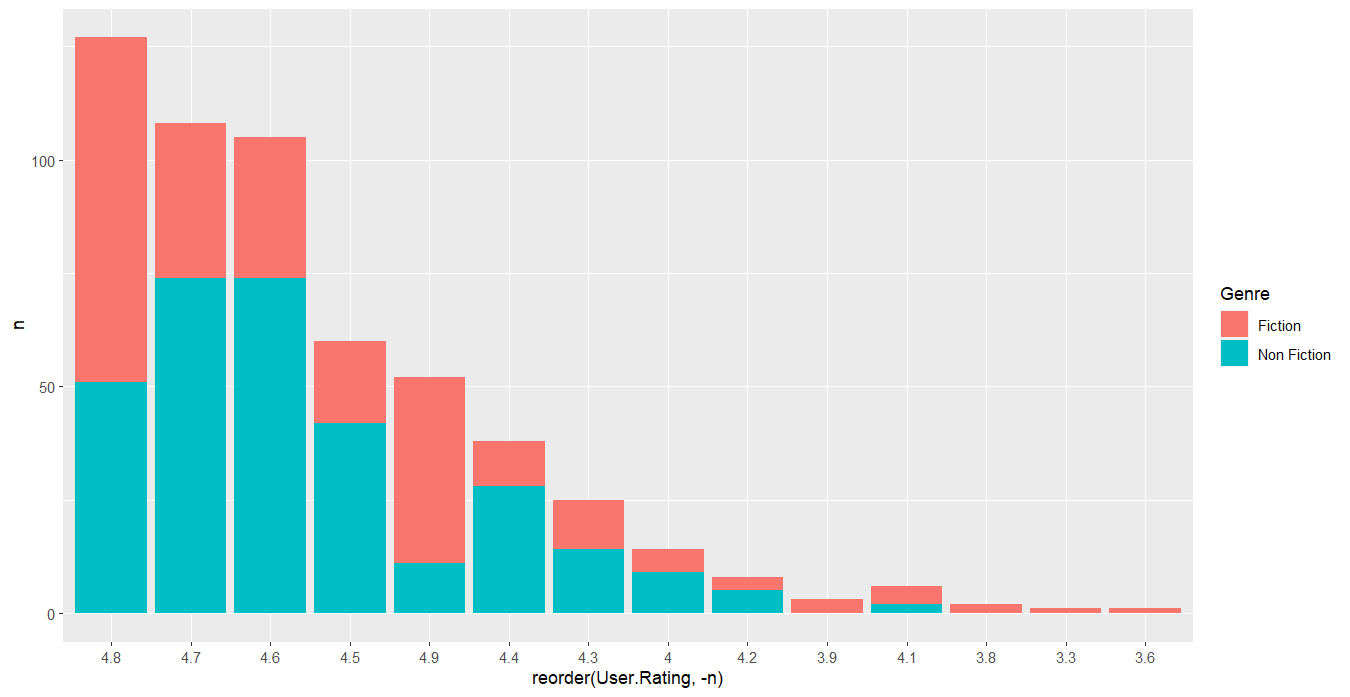 n
100
50
0
4.8 4.7 4.6 4.5 4.9 4.4 4.3 4 4.2 3.9 4.1 3.8 3.3 3.6
reorder(User.Rating, -n)
Genre
Fiction
Non Fiction